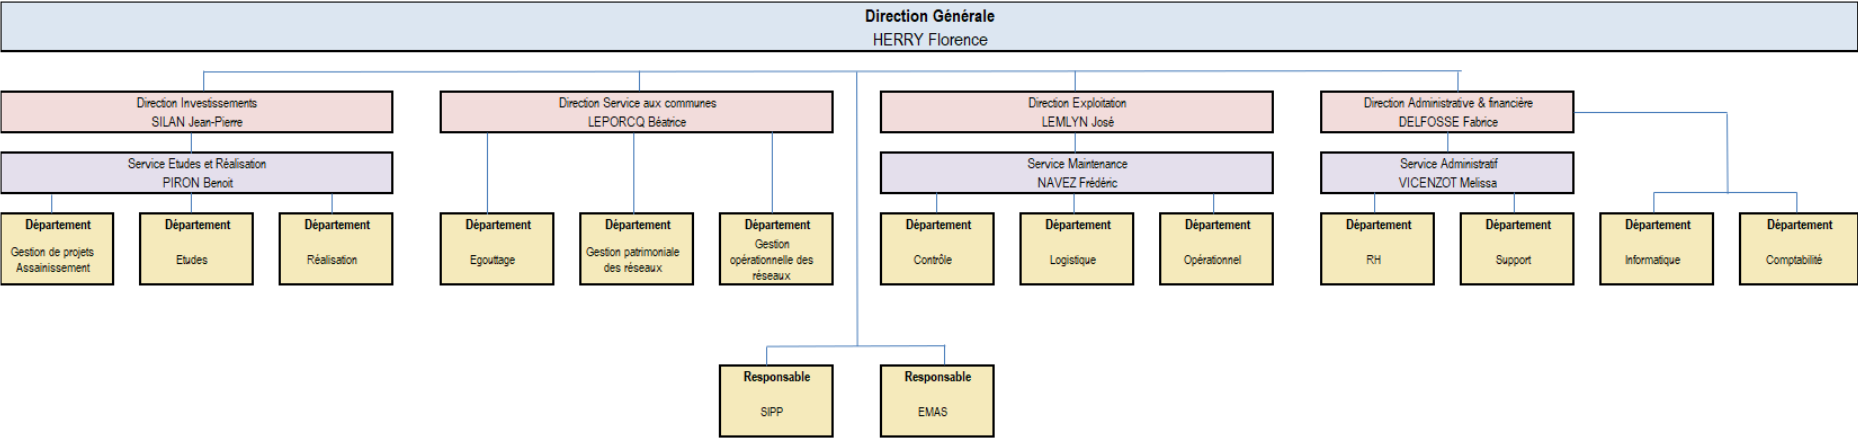 Direction Générale
HERRY Florence
Direction Investissements
SILAN Jean-Pierre
Direction Service aux communes
LEPORCQ Béatrice
Direction Exploitation
LEMLYN José
Direction Administrative & financière
DELFOSSE Fabrice
Service Etudes et Réalisation
PIRON Benoit
Service Maintenance
NAVEZ Frédéric
Service Administratif
VICENZOT Melissa
Département
Gestion de projets
Assainissement
Département
Etudes
Département
Réalisation
Département
Egouttage
Département
Gestion patrimoniale
des réseaux
Département
Gestion
opérationnelle des
réseaux
Département
Contrôle
Département
Logistique
Département
Opérationnel
Département
RH
Département
Support
Département
Informatique
Département
Comptabilité
Responsable
SIPP
Responsable
EMAS